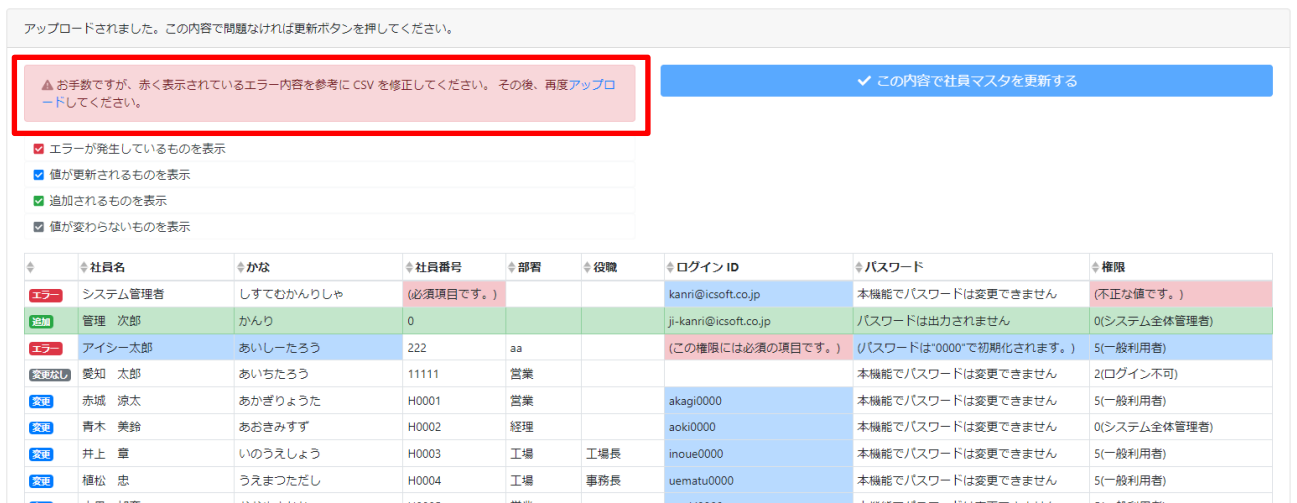 アップロードされました。この内容で問題なければ更新ボタンを押してください。
お手数ですが、赤く表示されているエラー内容を参考に CSV を修正してください。 その後、再度アップロ
ードしてください。
この内容で社員マスタを更新する
エラーが発生しているものを表示
値が更新されるものを表示
追加されるものを表示
値が変わらないものを表示
社員名 かな 社員番号 部署 役職 ログイン ID パスワード 権限
エラー システム管理者 しすてむかんりしゃ (必須項目です。) kanri@icsoft.co.jp 本機能でパスワードは変更できません (不正な値です。)
追加 管理 次郎 かんり 0 ji-kanri@icsoft.co.jp パスワードは出力されません 0(システム全体管理者)
エラー アイシー太郎 あいしーたろう 222 aa (この権限には必須の項目です。) (パスワードは"0000"で初期化されます。) 5(一般利用者)
変更なし 愛知 太郎 あいちたろう 11111 営業 本機能でパスワードは変更できません 2(ログイン不可)
変更 赤城 涼太 あかぎりょうた H0001 営業 akagi0000 本機能でパスワードは変更できません 5(一般利用者)
変更 青木 美鈴 あおきみすず H0002 経理 aoki0000 本機能でパスワードは変更できません 0(システム全体管理者)
変更 井上 章 いのうえしょう H0003 工場 工場長 inoue0000 本機能でパスワードは変更できません 5(一般利用者)
変更 植松 忠 うえまつただし H0004 工場 事務長 uematu0000 本機能でパスワードは変更できません 5(一般利用者)